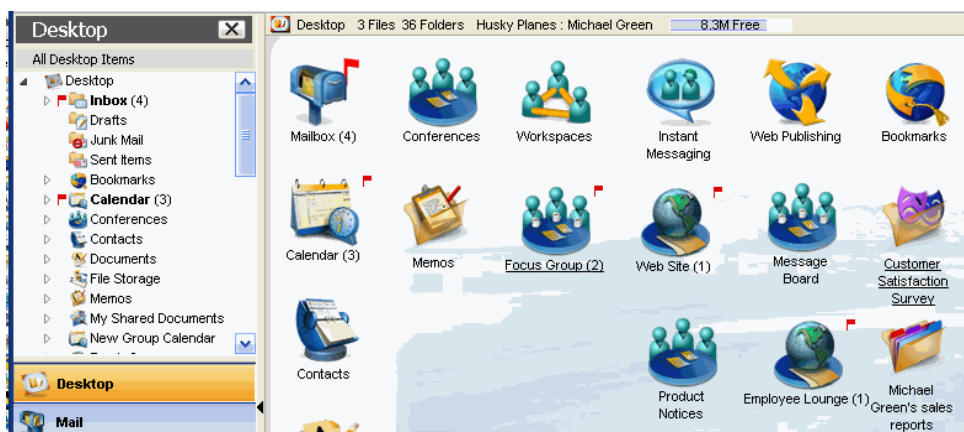 Desktop
All Desktop Items
Desktop
Inbox (4)
Drafts
Junk Mail
Sent Items
Bookmarks
Calendar (3)
Conferences
Contacts
Documents
File Storage
Memos
My Shared Documents
New Group Calendar
Desktop
Mail
Desktop 3 Files 36 Folders Husky Planes : Michael Green 8.3M Free
Mailbox (4)
Conferences
Workspaces
Instant
Messaging
Web Publishing
Bookmarks
Calendar (3)
Memos
Focus Group (2)
Web Site (1)
Message
Board
Customer
Satisfaction
Survey
Contacts
Product
Notices
Employee Lounge (1)
Michael
Green's sales
reports